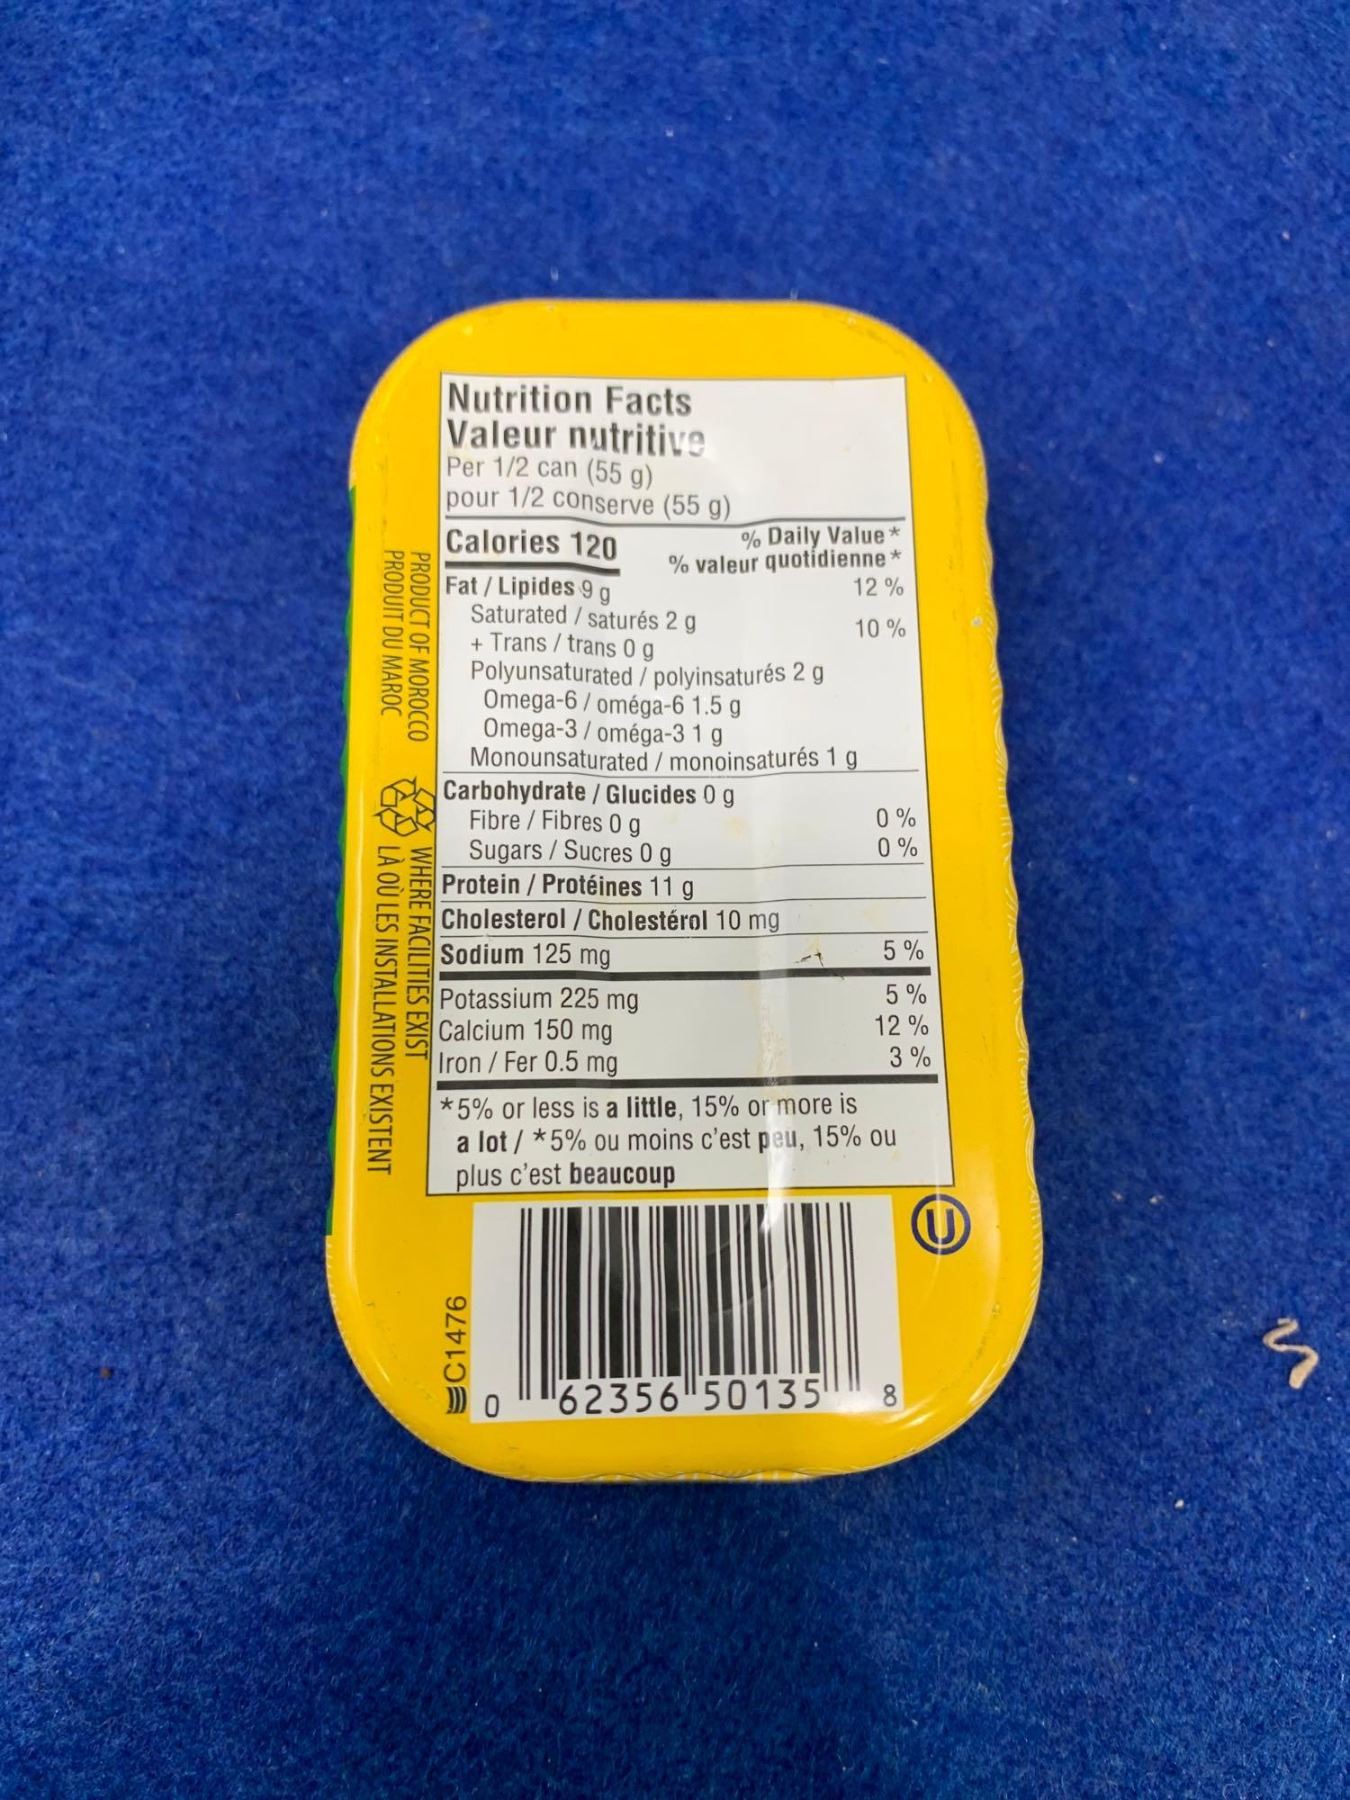 Nutrition Facts
Valeur nutritive
Per 1/2 can (55 g)
pour 1/2 conserve (55 g)
Calories 120
% Daily Value*
% valeur quotidienne*
Fat / Lipides 9 g 12 %
Saturated / saturés 2 g
+ Trans / trans 0 g 10 %
Polyunsaturated / polyinsaturés 2 g
Omega-6 / oméga-6 1.5 g
Omega-3 / oméga-3 1 g
Monounsaturated / monoinsaturés 1 g
Carbohydrate / Glucides 0 g
Fibre / Fibres 0 g 0 %
Sugars / Sucres 0 g 0 %
Protein / Protéines 11 g
Cholesterol / Cholestérol 10 mg
Sodium 125 mg 5 %
Potassium 225 mg 5 %
Calcium 150 mg 12 %
Iron / Fer 0.5 mg 3 %
*5% or less is a little, 15% or more is
a lot / *5% ou moins c'est peu, 15% ou
plus c'est beaucoup
PRODUCT OF MOROCCO WHERE FACILITIES EXIST
PRODUIT DU MAROC LÀ OÙ LES INSTALLATIONS EXISTENT
U
C1476
0 62356 50135 8